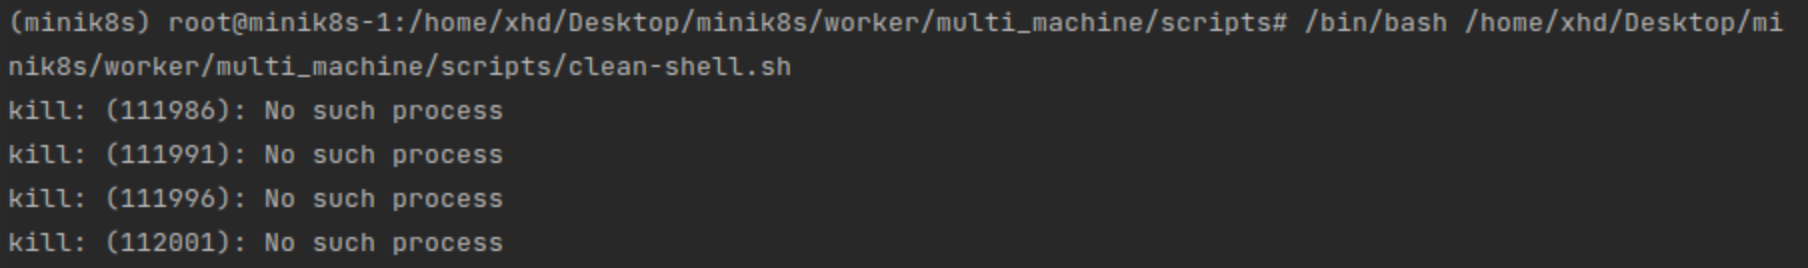 (minik8s) root@minik8s-1:/home/xhd/Desktop/minik8s/worker/multi_machine/scripts# /bin/bash /home/xhd/Desktop/mi
nik8s/worker/multi_machine/scripts/clean-shell.sh
kill: (111986): No such process
kill: (111991): No such process
kill: (111996): No such process
kill: (112001): No such process